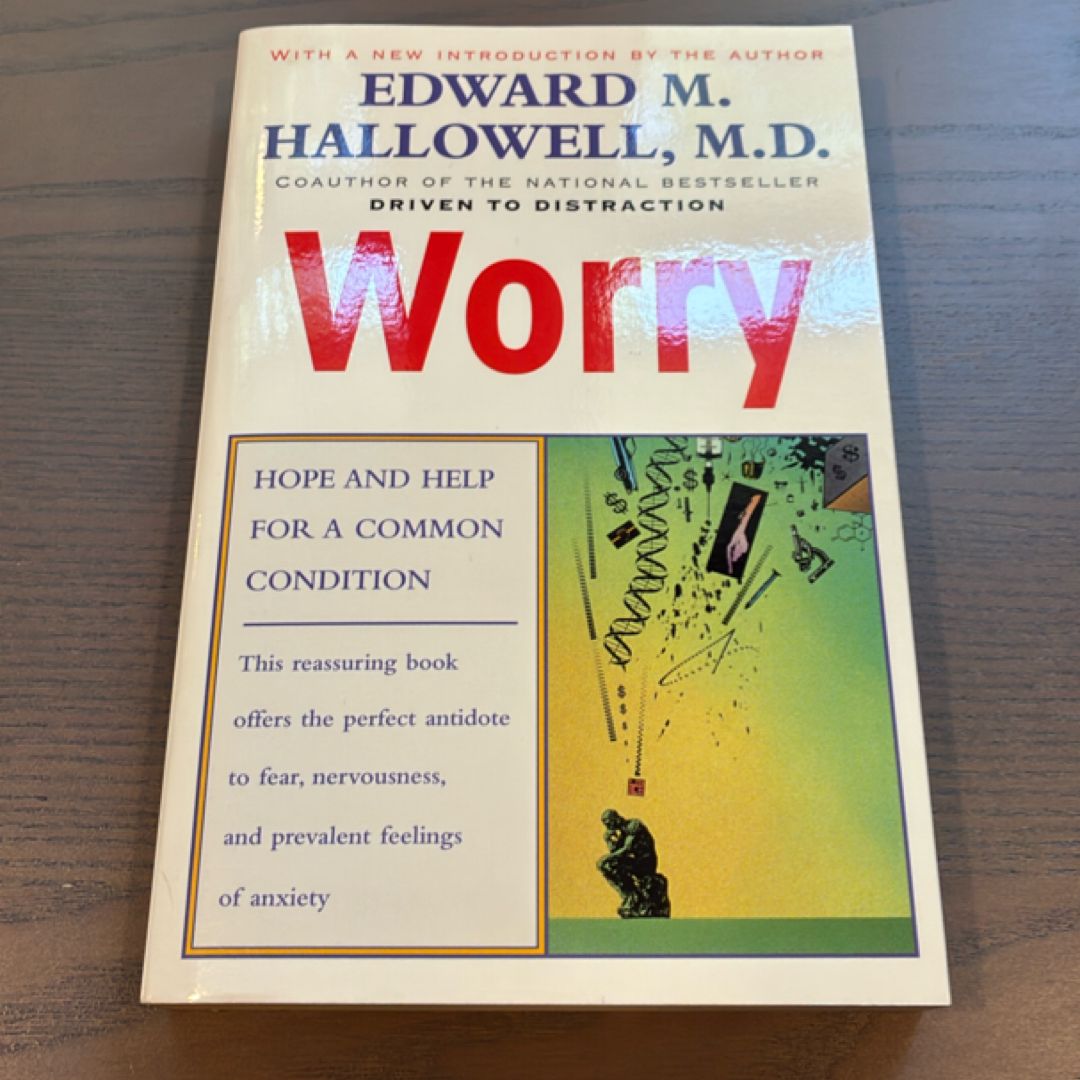 WITH A NEW INTRODUCTION BY THE AUTHOR
EDWARD M.
HALLOWELL, M.D.
COAUTHOR OF THE NATIONAL BESTSELLER
DRIVEN TO DISTRACTION
Worry
HOPE AND HELP
FOR A COMMON
CONDITION
This reassuring book
offers the perfect antidote
to fear, nervousness,
and prevalent feelings
of anxiety